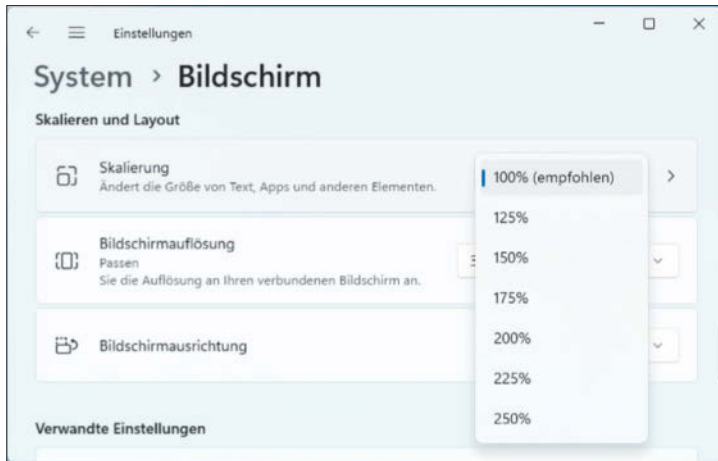 Einstellungen
System > Bildschirm
Skalieren und Layout
Skalierung
Ändert die Größe von Text, Apps und anderen Elementen.
100% (empfohlen)
125%
150%
175%
200%
225%
250%
Bildschirmauflösung
Passen
Sie die Auflösung an Ihren verbundenen Bildschirm an.
Bildschirmausrichtung
Verwandte Einstellungen